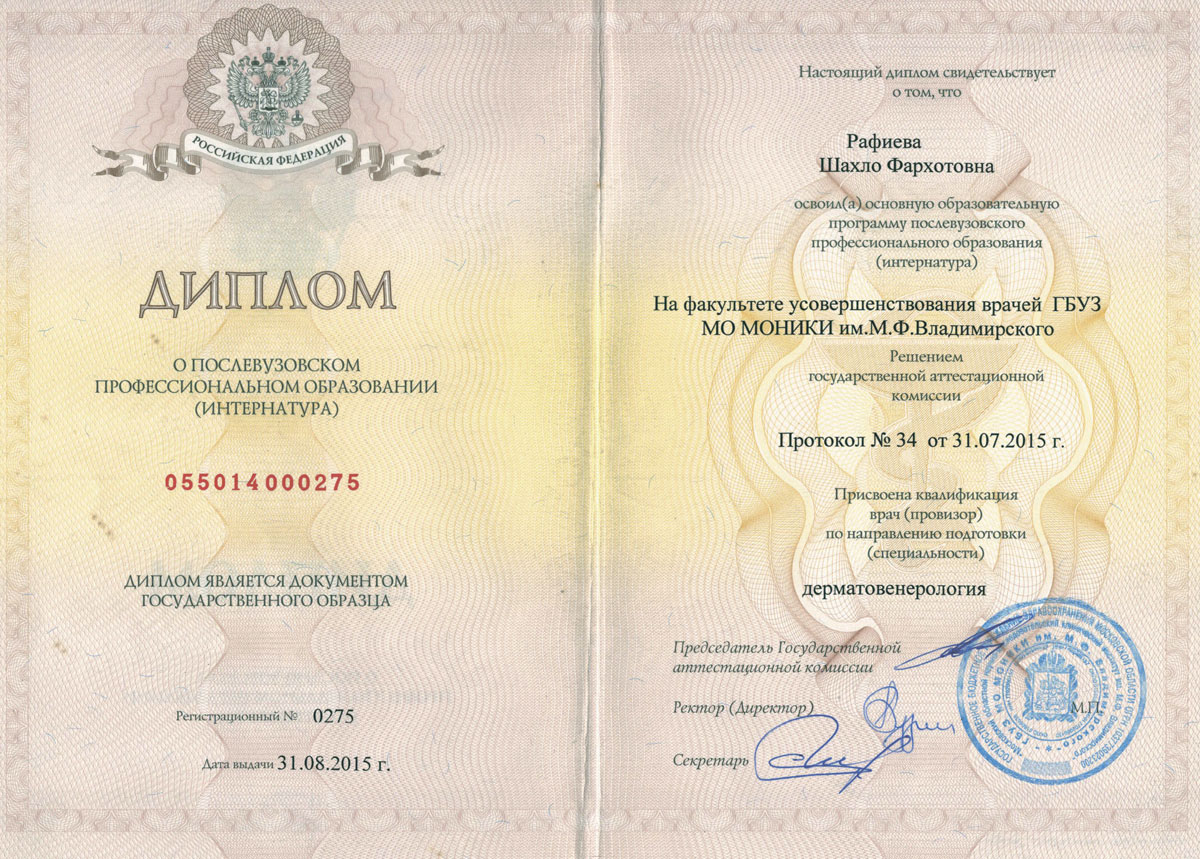 РОССИЙСКАЯ ФЕДЕРАЦИЯ
ДИПЛОМ
О ПОСЛЕВУЗОВСКОМ
ПРОФЕССИОНАЛЬНОМ ОБРАЗОВАНИИ
(ИНТЕРНАТУРА)
055014000275
ДИПЛОМ ЯВЛЯЕТСЯ ДОКУМЕНТОМ
ГОСУДАРСТВЕННОГО ОБРАЗЦА
Регистрационный № 0275
Дата выдачи 31.08.2015 г.
Настоящий диплом свидетельствует
о том, что
Рафиева
Шахло Фархотовна
освоил(а) основную образовательную
программу послевузовского
профессионального образования
(интернатура)
На факультете усовершенствования врачей ГБУЗ
МО МОНИКИ им.М.Ф.Владимирского
Решением
государственной аттестационной
комиссии
Протокол № 34 от 31.07.2015 г.
Присвоена квалификация
врач (провизор)
по направлению подготовки
(специальности)
дерматовенерология
Председатель Государственной
аттестационной комиссии
Ректор (Директор)
М.П.
Секретарь